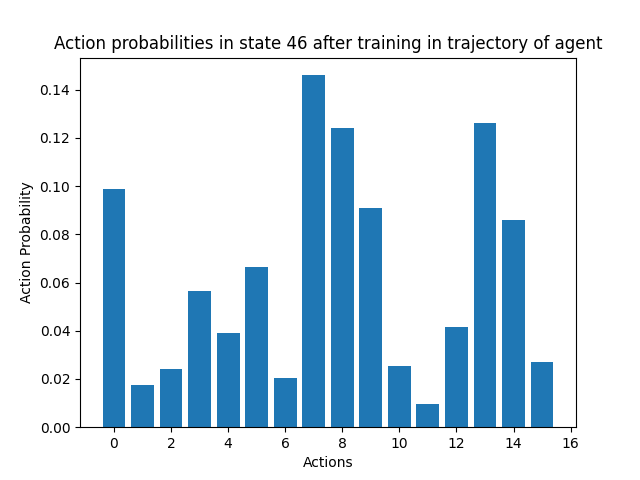 Action probabilities in state 46 after training in trajectory of agent
0.14
0.12
0.10
0.08
0.06
0.04
0.02
0.00
Action Probability
0 2 4 6 8 10 12 14 16
Actions